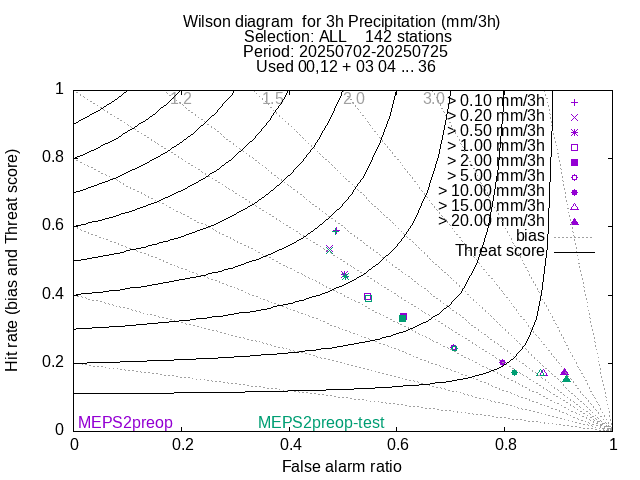 Wilson diagram  for 3h Precipitation (mm/3h)
Selection: ALL    142 stations
Period: 20250702-20250725
Used 00,12 + 03 04 ... 36
1.2 1.5 2.0 3.0
> 0.10 mm/3h
> 0.20 mm/3h
> 0.50 mm/3h
> 1.00 mm/3h
> 2.00 mm/3h
> 5.00 mm/3h
> 10.00 mm/3h
> 15.00 mm/3h
> 20.00 mm/3h
bias
Threat score
1
0.8
0.6
0.4
0.2
0
Hit rate (bias and Threat score)
MEPS2preop MEPS2preop-test
0 0.2 0.4 0.6 0.8 1
False alarm ratio